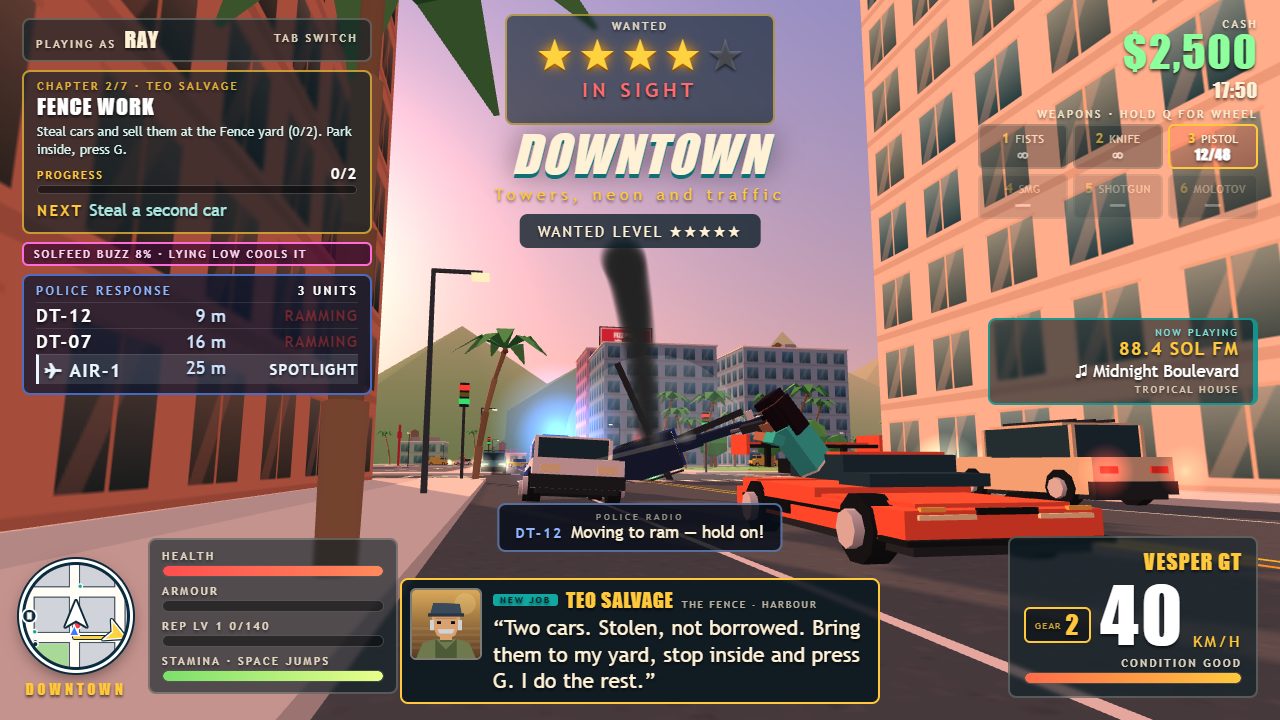 PLAYING AS RAY
TAB SWITCH
CHAPTER 2/7 · TEO SALVAGE
FENCE WORK
Steal cars and sell them at the Fence yard (0/2). Park
inside, press G.
PROGRESS 0/2
NEXT Steal a second car
SOLFEED BUZZ 8% · LYING LOW COOLS IT
POLICE RESPONSE 3 UNITS
DT-12 9 m RAMMING
DT-07 16 m RAMMING
AIR-1 25 m SPOTLIGHT
WANTED
★★★★★
IN SIGHT
DOWNTOWN
Towers, neon and traffic
WANTED LEVEL ★★★★★
CASH
$2,500
17:50
WEAPONS · HOLD Q FOR WHEEL
1 FISTS
∞
2 KNIFE
∞
3 PISTOL
12/48
4 SMG
—
5 SHOTGUN
—
6 MOLOTOV
—
NOW PLAYING
88.4 SOL FM
♫ Midnight Boulevard
TROPICAL HOUSE
POLICE RADIO
DT-12 Moving to ram — hold on!
NEW JOB TEO SALVAGE THE FENCE · HARBOUR
“Two cars. Stolen, not borrowed. Bring
them to my yard, stop inside and press
G. I do the rest.”
HEALTH
ARMOUR
REP LV 1 0/140
STAMINA · SPACE JUMPS
DOWNTOWN
VESPER GT
GEAR 2
40 KM/H
CONDITION GOOD